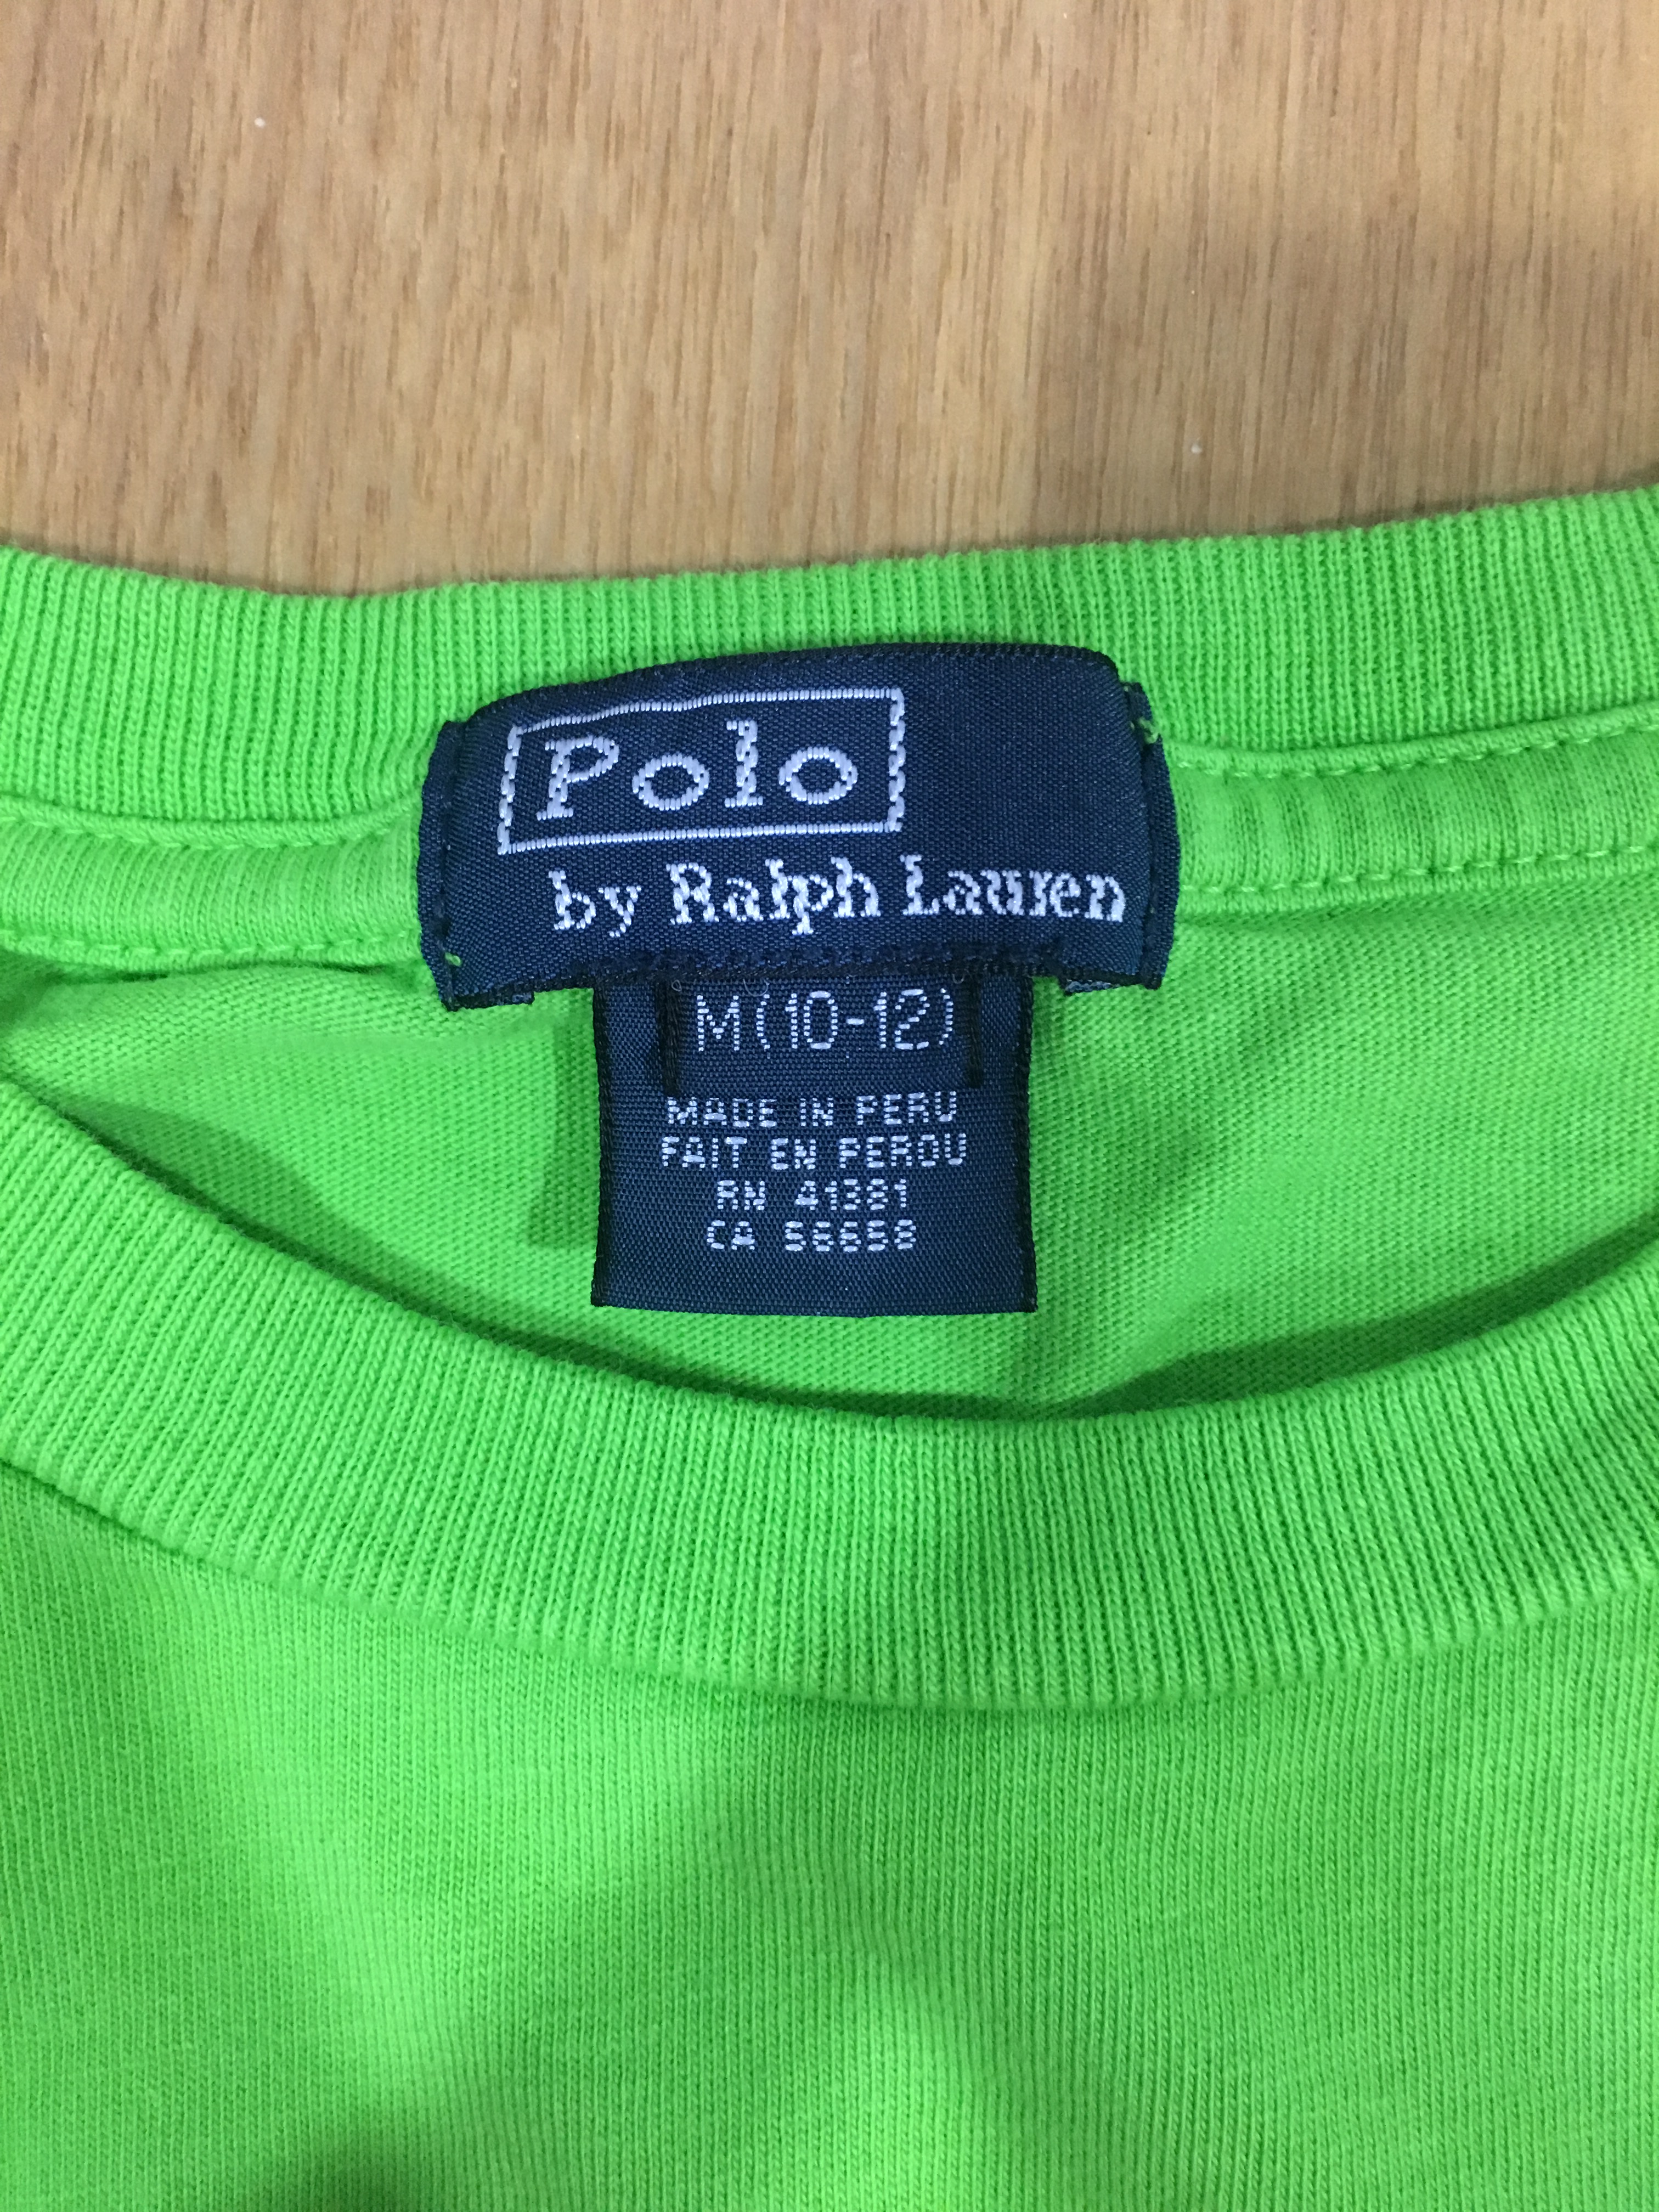 Polo
by Ralph Lauren
M(10-12)
MADE IN PERU
FAIT EN PEROU
RN 41381
CA 56658